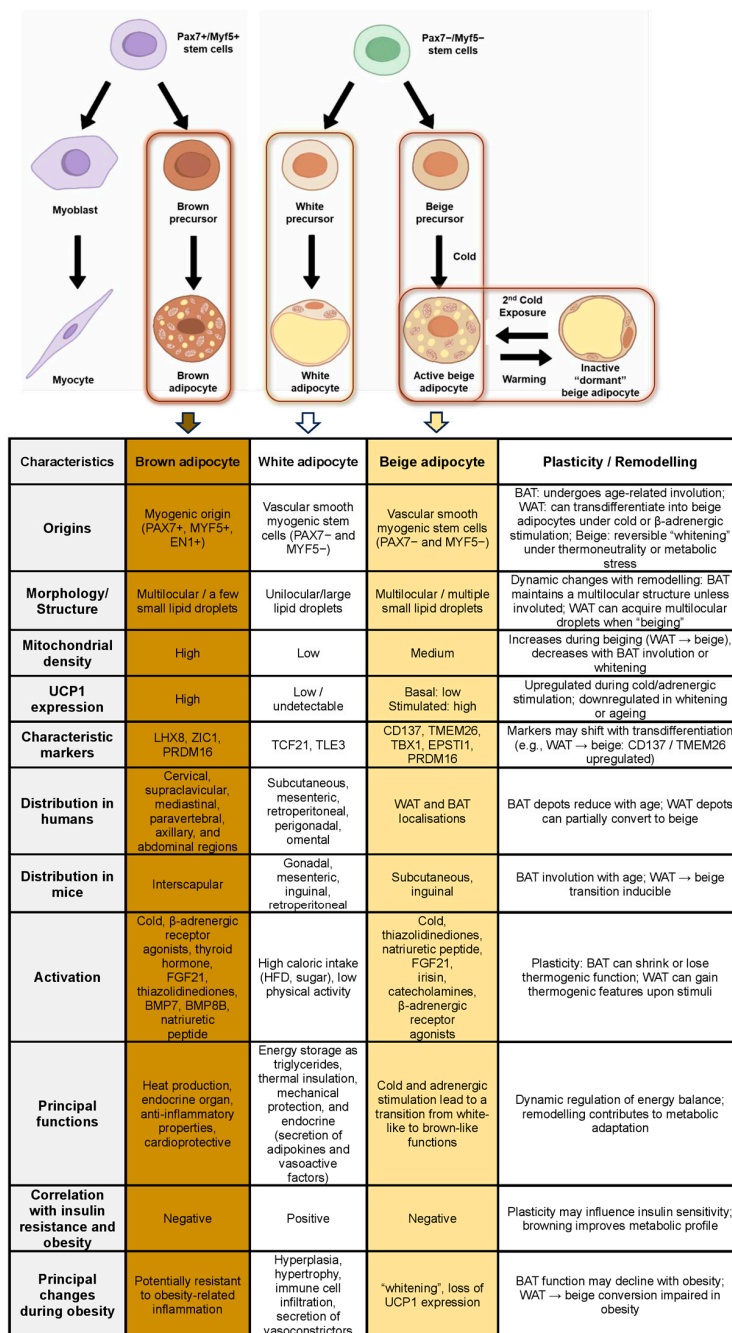 Pax7+/Myf5+
stem cells
Pax7−/Myf5−
stem cells
Myoblast
Brown
precursor
White
precursor
Beige
precursor
Cold
2nd Cold
Exposure
Warming
Myocyte
Brown
adipocyte
White
adipocyte
Active beige
adipocyte
Inactive
“dormant”
beige adipocyte
Characteristics
Brown adipocyte
White adipocyte
Beige adipocyte
Plasticity / Remodelling
Origins
Myogenic origin
(PAX7+, MYF5+,
EN1+)
Vascular smooth
myogenic stem
cells (PAX7− and
MYF5−)
Vascular smooth
myogenic stem cells
(PAX7− and MYF5−)
BAT: undergoes age-related involution;
WAT: can transdifferentiate into beige
adipocytes under cold or β-adrenergic
stimulation; Beige: reversible “whitening”
under thermoneutrality or metabolic
stress
Morphology/
Structure
Multilocular / a few
small lipid droplets
Unilocular/large
lipid droplets
Multilocular / multiple
small lipid droplets
Dynamic changes with remodelling: BAT
maintains a multilocular structure unless
involuted; WAT can acquire multilocular
droplets when “beiging”
Mitochondrial
density
High
Low
Medium
Increases during beiging (WAT → beige),
decreases with BAT involution or
whitening
UCP1
expression
High
Low /
undetectable
Basal: low
Stimulated: high
Upregulated during cold/adrenergic
stimulation; downregulated in whitening
or ageing
Characteristic
markers
LHX8, ZIC1,
PRDM16
TCF21, TLE3
CD137, TMEM26,
TBX1, EPSTI1,
PRDM16
Markers may shift with transdifferentiation
(e.g., WAT → beige: CD137 / TMEM26
upregulated)
Distribution in
humans
Cervical,
supraclavicular,
mediastinal,
paravertebral,
axillary, and
abdominal regions
Subcutaneous,
mesenteric,
retroperitoneal,
perigonadal,
omental
WAT and BAT
localisations
BAT depots reduce with age; WAT depots
can partially convert to beige
Distribution in
mice
Interscapular
Gonadal,
mesenteric,
inguinal,
retroperitoneal
Subcutaneous,
inguinal
BAT involution with age; WAT → beige
transition inducible
Activation
Cold, β-adrenergic
receptor
agonists, thyroid
hormone,
FGF21,
thiazolidinediones,
BMP7, BMP8B,
natriuretic
peptide
High caloric intake
(HFD, sugar), low
physical activity
Cold,
thiazolidinediones,
natriuretic peptide,
FGF21,
irisin,
catecholamines,
β-adrenergic
receptor
agonists
Plasticity: BAT can shrink or lose
thermogenic function; WAT can gain
thermogenic features upon stimuli
Principal
functions
Heat production,
endocrine organ,
anti-inflammatory
properties,
cardioprotective
Energy storage as
triglycerides,
thermal insulation,
mechanical
protection, and
endocrine
(secretion of
adipokines and
vasoactive
factors)
Cold and adrenergic
stimulation lead to a
transition from white-
like to brown-like
functions
Dynamic regulation of energy balance;
remodelling contributes to metabolic
adaptation
Correlation
with insulin
resistance and
obesity
Negative
Positive
Negative
Plasticity may influence insulin sensitivity;
browning improves metabolic profile
Principal
changes
during obesity
Potentially resistant
to obesity-related
inflammation
Hyperplasia,
hypertrophy,
immune cell
infiltration,
secretion of
vasoconstrictors
“whitening”, loss of
UCP1 expression
BAT function may decline with obesity;
WAT → beige conversion impaired in
obesity